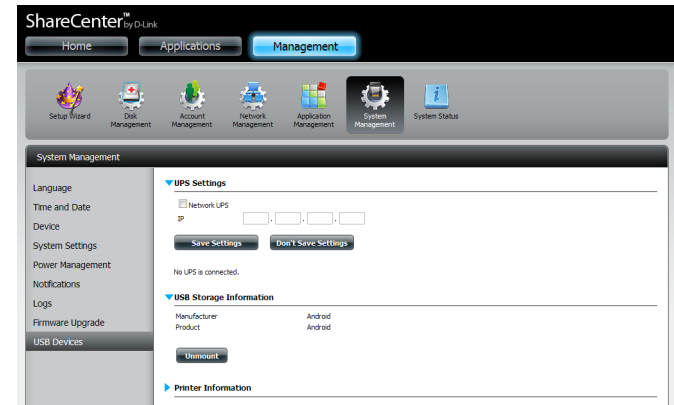 ShareCenter™ by D-Link
Home Applications Management
Setup Wizard Disk Management Account Management Network Management Application Management System Management System Status
System Management
Language
Time and Date
Device
System Settings
Power Management
Notifications
Logs
Firmware Upgrade
USB Devices
UPS Settings
Network UPS
IP . . .
Save Settings Don't Save Settings
No UPS is connected.
USB Storage Information
Manufacturer Android
Product Android
Unmount
Printer Information